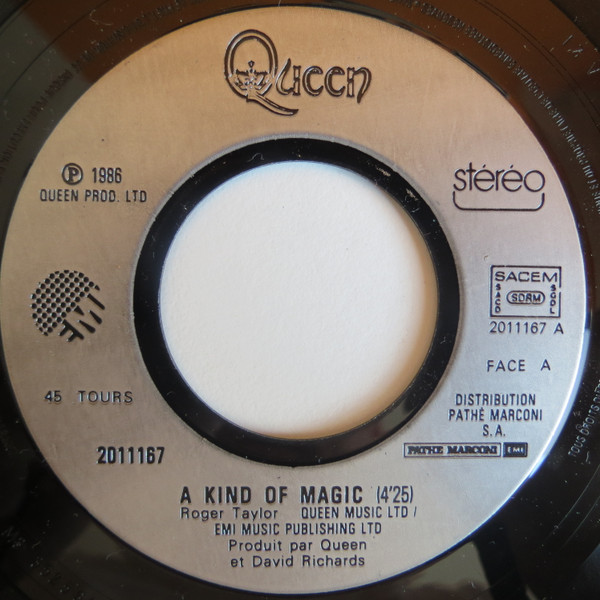 Queen
℗ 1986
QUEEN PROD. LTD
stéréo
EMI
SACEM
SACD SDRM SGDL
2011167 A
FACE A
45 TOURS
DISTRIBUTION
PATHÉ MARCONI
S.A.
PATHE MARCONI EMI
2011167
A KIND OF MAGIC (4'25)
Roger Taylor QUEEN MUSIC LTD /
EMI MUSIC PUBLISHING LTD
Produit par Queen
et David Richards